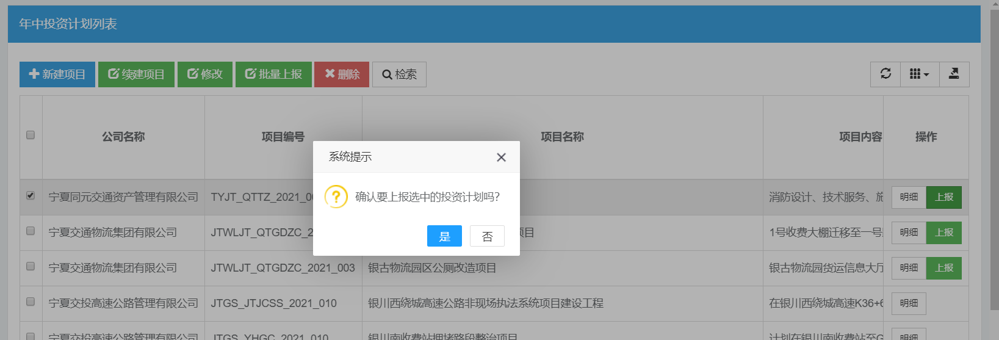 年中投资计划列表
新建项目 续建项目 修改 批量上报 删除 检索
公司名称 项目编号 项目名称 项目内容 操作
系统提示
确认要上报选中的投资计划吗?
是 否
宁夏同元交通资产管理有限公司 TYJT_QTTZ_2021_0 消防设计、技术服务、施 明细 上报
宁夏交通物流集团有限公司 JTWLJT_QTGDZC_2 项目 1号收费大棚迁移至一号 明细 上报
宁夏交通物流集团有限公司 JTWLJT_QTGDZC_2021_003 银古物流园区公厕改造项目 银古物流园货运信息大厅 明细 上报
宁夏交投高速公路管理有限公司 JTGS_JTJCSS_2021_010 银川西绕城高速公路非现场执法系统项目建设工程 在银川西绕城高速K36+6 明细
宁夏交投高速公路管理有限公司 JTGS_YHGC_2021_010 银川南收费站拥堵路段整治项目 计划在银川南收费站至G 明细